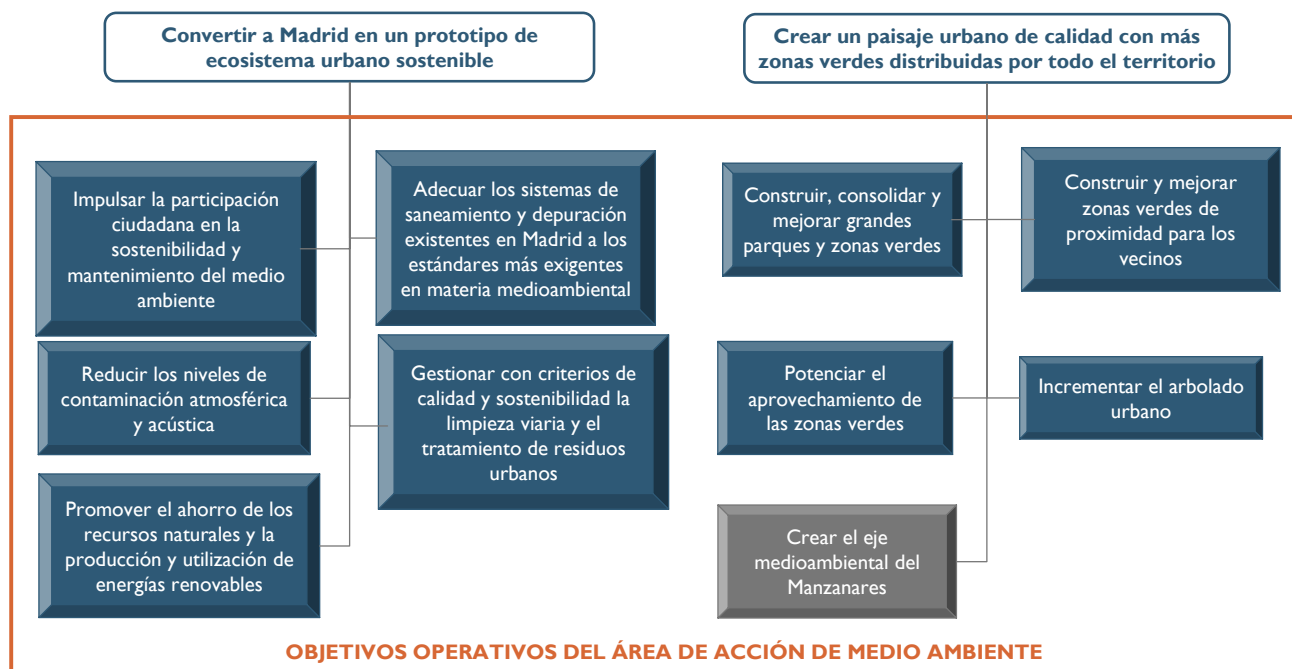 Convertir a Madrid en un prototipo de
ecosistema urbano sostenible
Crear un paisaje urbano de calidad con más
zonas verdes distribuidas por todo el territorio
Impulsar la participación
ciudadana en la
sostenibilidad y
mantenimiento del medio
ambiente
Adecuar los sistemas de
saneamiento y depuración
existentes en Madrid a los
estándares más exigentes
en materia medioambiental
Construir, consolidar y
mejorar grandes
parques y zonas verdes
Construir y mejorar
zonas verdes de
proximidad para los
vecinos
Reducir los niveles de
contaminación atmosférica
y acústica
Gestionar con criterios de
calidad y sostenibilidad la
limpieza viaria y el
tratamiento de residuos
urbanos
Potenciar el
aprovechamiento de
las zonas verdes
Incrementar el arbolado
urbano
Promover el ahorro de los
recursos naturales y la
producción y utilización de
energías renovables
Crear el eje
medioambiental del
Manzanares
OBJETIVOS OPERATIVOS DEL ÁREA DE ACCIÓN DE MEDIO AMBIENTE